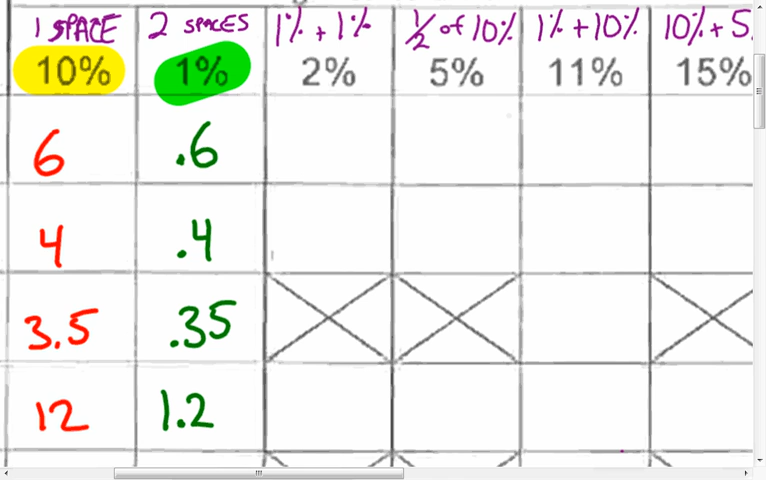 1 SPACE 2 SPACES 1% + 1% 1/2 of 10% 1% + 10% 10% + 5
10% 1% 2% 5% 11% 15%
6 .6
4 .4
3.5 .35
12 1.2